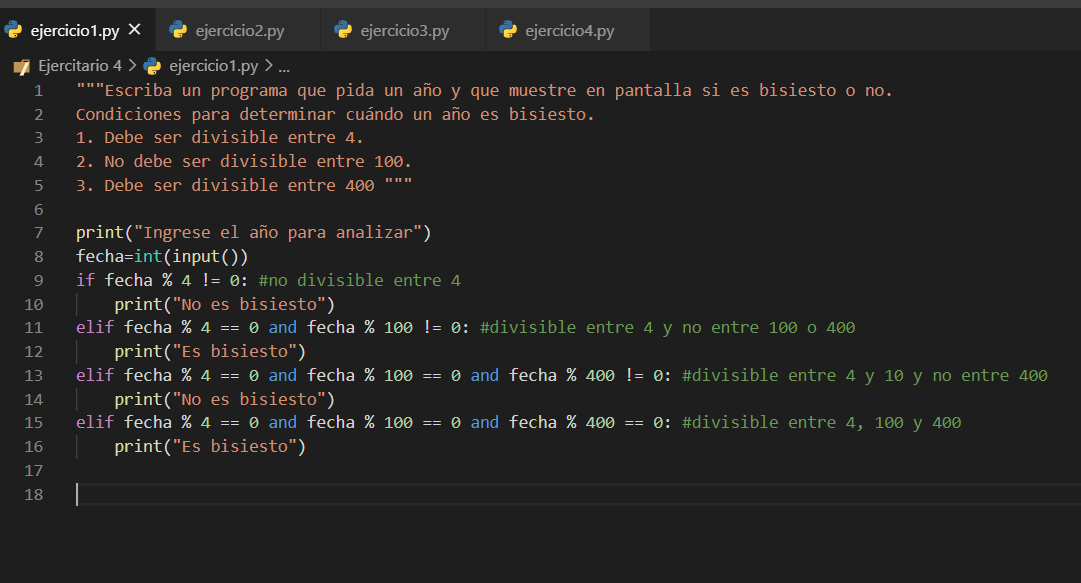 ejercicio1.py ejercicio2.py ejercicio3.py ejercicio4.py
Ejercitario 4 > ejercicio1.py > ...
1 """Escriba un programa que pida un año y que muestre en pantalla si es bisiesto o no.
2 Condiciones para determinar cuándo un año es bisiesto.
3 1. Debe ser divisible entre 4.
4 2. No debe ser divisible entre 100.
5 3. Debe ser divisible entre 400 """
6
7 print("Ingrese el año para analizar")
8 fecha=int(input())
9 if fecha % 4 != 0: #no divisible entre 4
10     print("No es bisiesto")
11 elif fecha % 4 == 0 and fecha % 100 != 0: #divisible entre 4 y no entre 100 o 400
12     print("Es bisiesto")
13 elif fecha % 4 == 0 and fecha % 100 == 0 and fecha % 400 != 0: #divisible entre 4 y 10 y no entre 400
14     print("No es bisiesto")
15 elif fecha % 4 == 0 and fecha % 100 == 0 and fecha % 400 == 0: #divisible entre 4, 100 y 400
16     print("Es bisiesto")
17
18